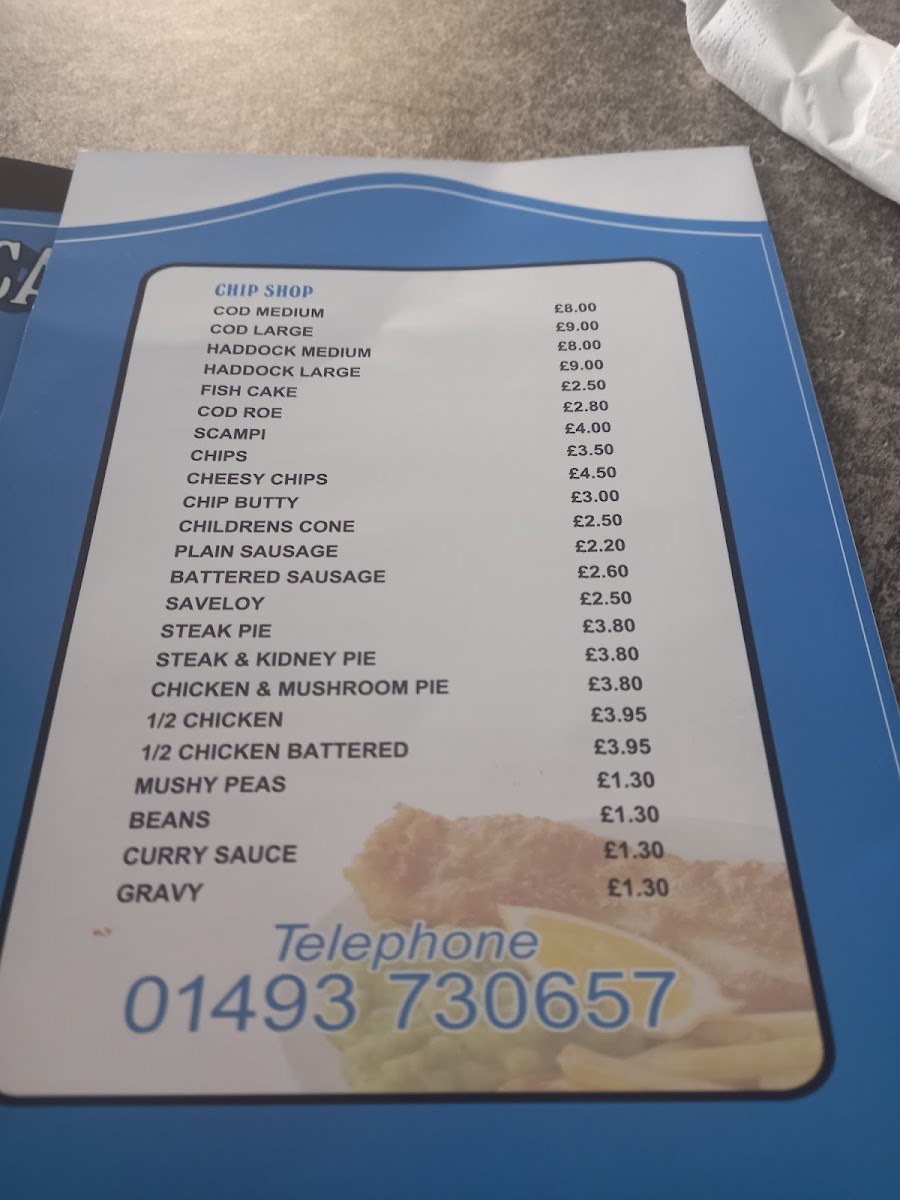 CA
CHIP SHOP
COD MEDIUM £8.00
COD LARGE £9.00
HADDOCK MEDIUM £8.00
HADDOCK LARGE £9.00
FISH CAKE £2.50
COD ROE £2.80
SCAMPI £4.00
CHIPS £3.50
CHEESY CHIPS £4.50
CHIP BUTTY £3.00
CHILDRENS CONE £2.50
PLAIN SAUSAGE £2.20
BATTERED SAUSAGE £2.60
SAVELOY £2.50
STEAK PIE £3.80
STEAK & KIDNEY PIE £3.80
CHICKEN & MUSHROOM PIE £3.80
1/2 CHICKEN £3.95
1/2 CHICKEN BATTERED £3.95
MUSHY PEAS £1.30
BEANS £1.30
CURRY SAUCE £1.30
GRAVY £1.30
Telephone
01493 730657